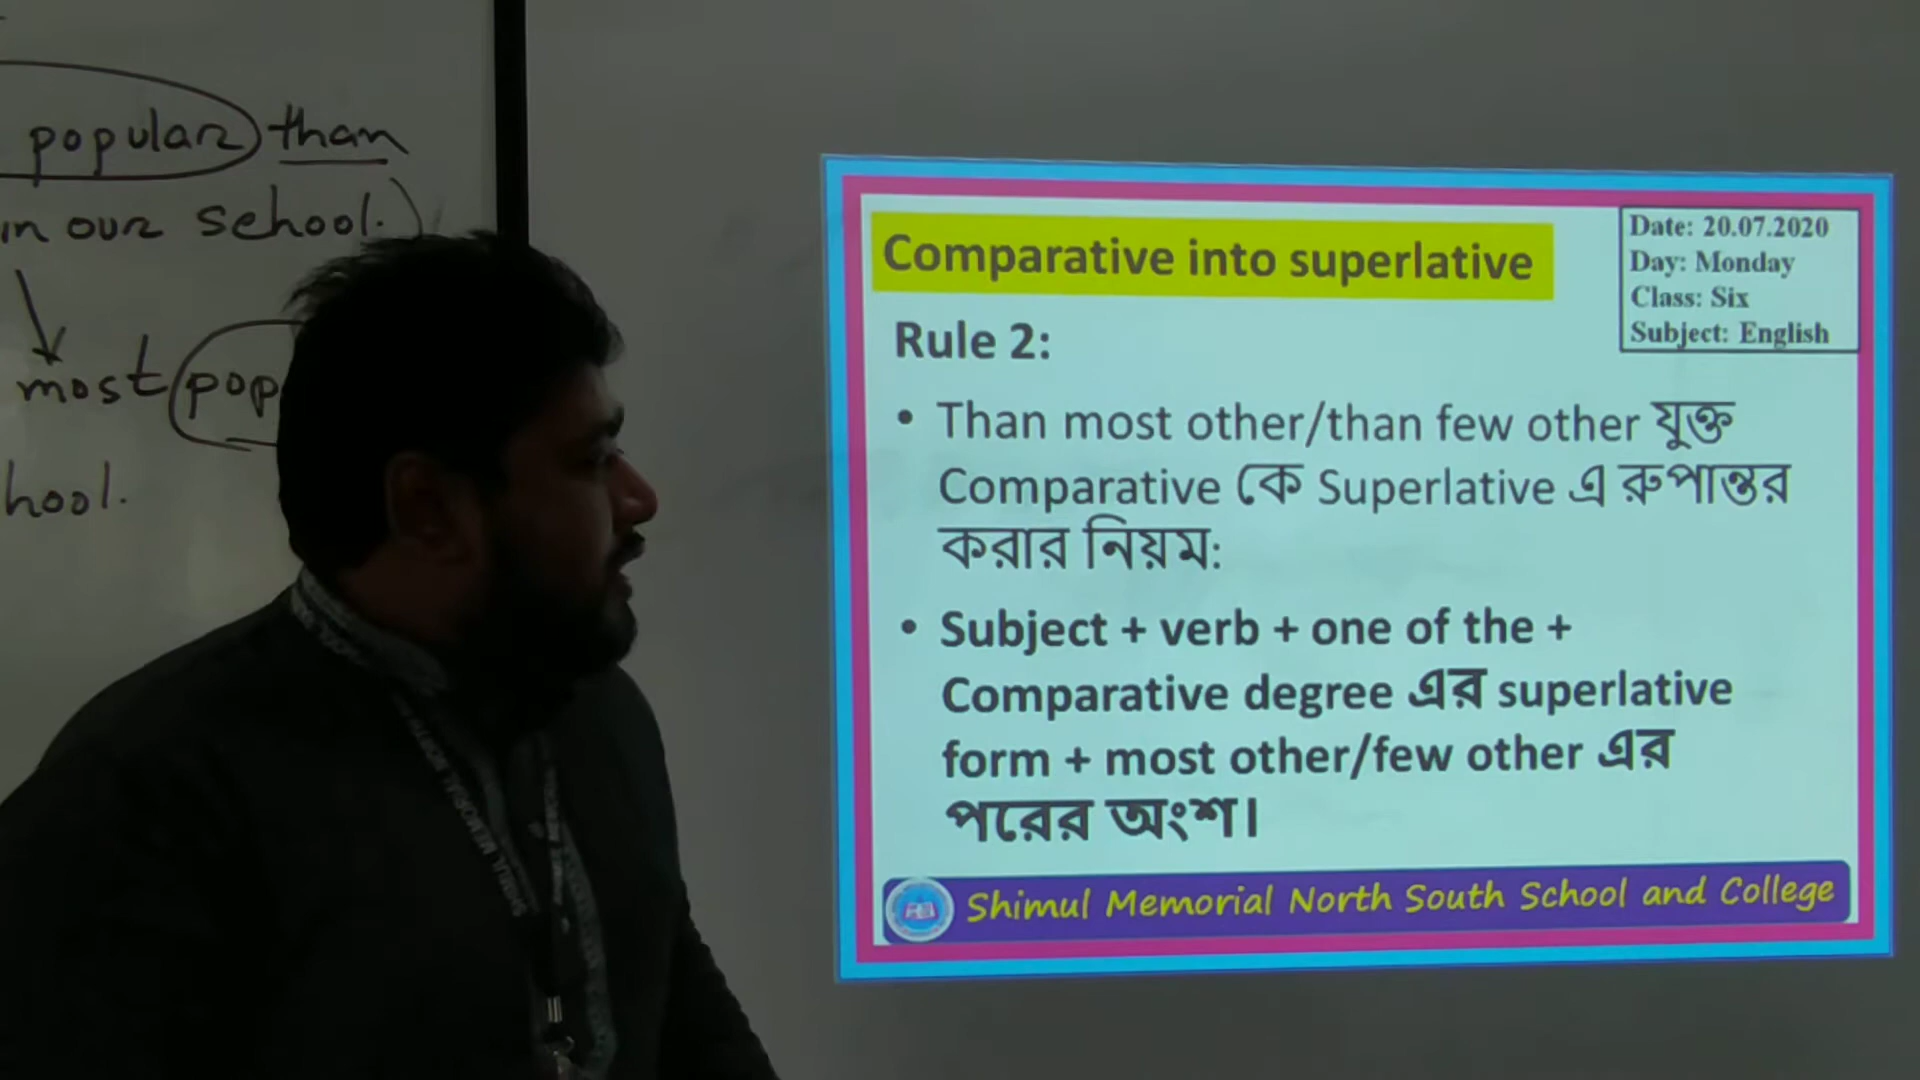 popular than
in our school.)
most pop
hool.
Comparative into superlative
Date: 20.07.2020
Day: Monday
Class: Six
Subject: English
Rule 2:
• Than most other/than few other যুক্ত
Comparative কে Superlative এ রুপান্তর
করার নিয়ম:
• Subject + verb + one of the +
Comparative degree এর superlative
form + most other/few other এর
পরের অংশ।
Shimul Memorial North South School and College